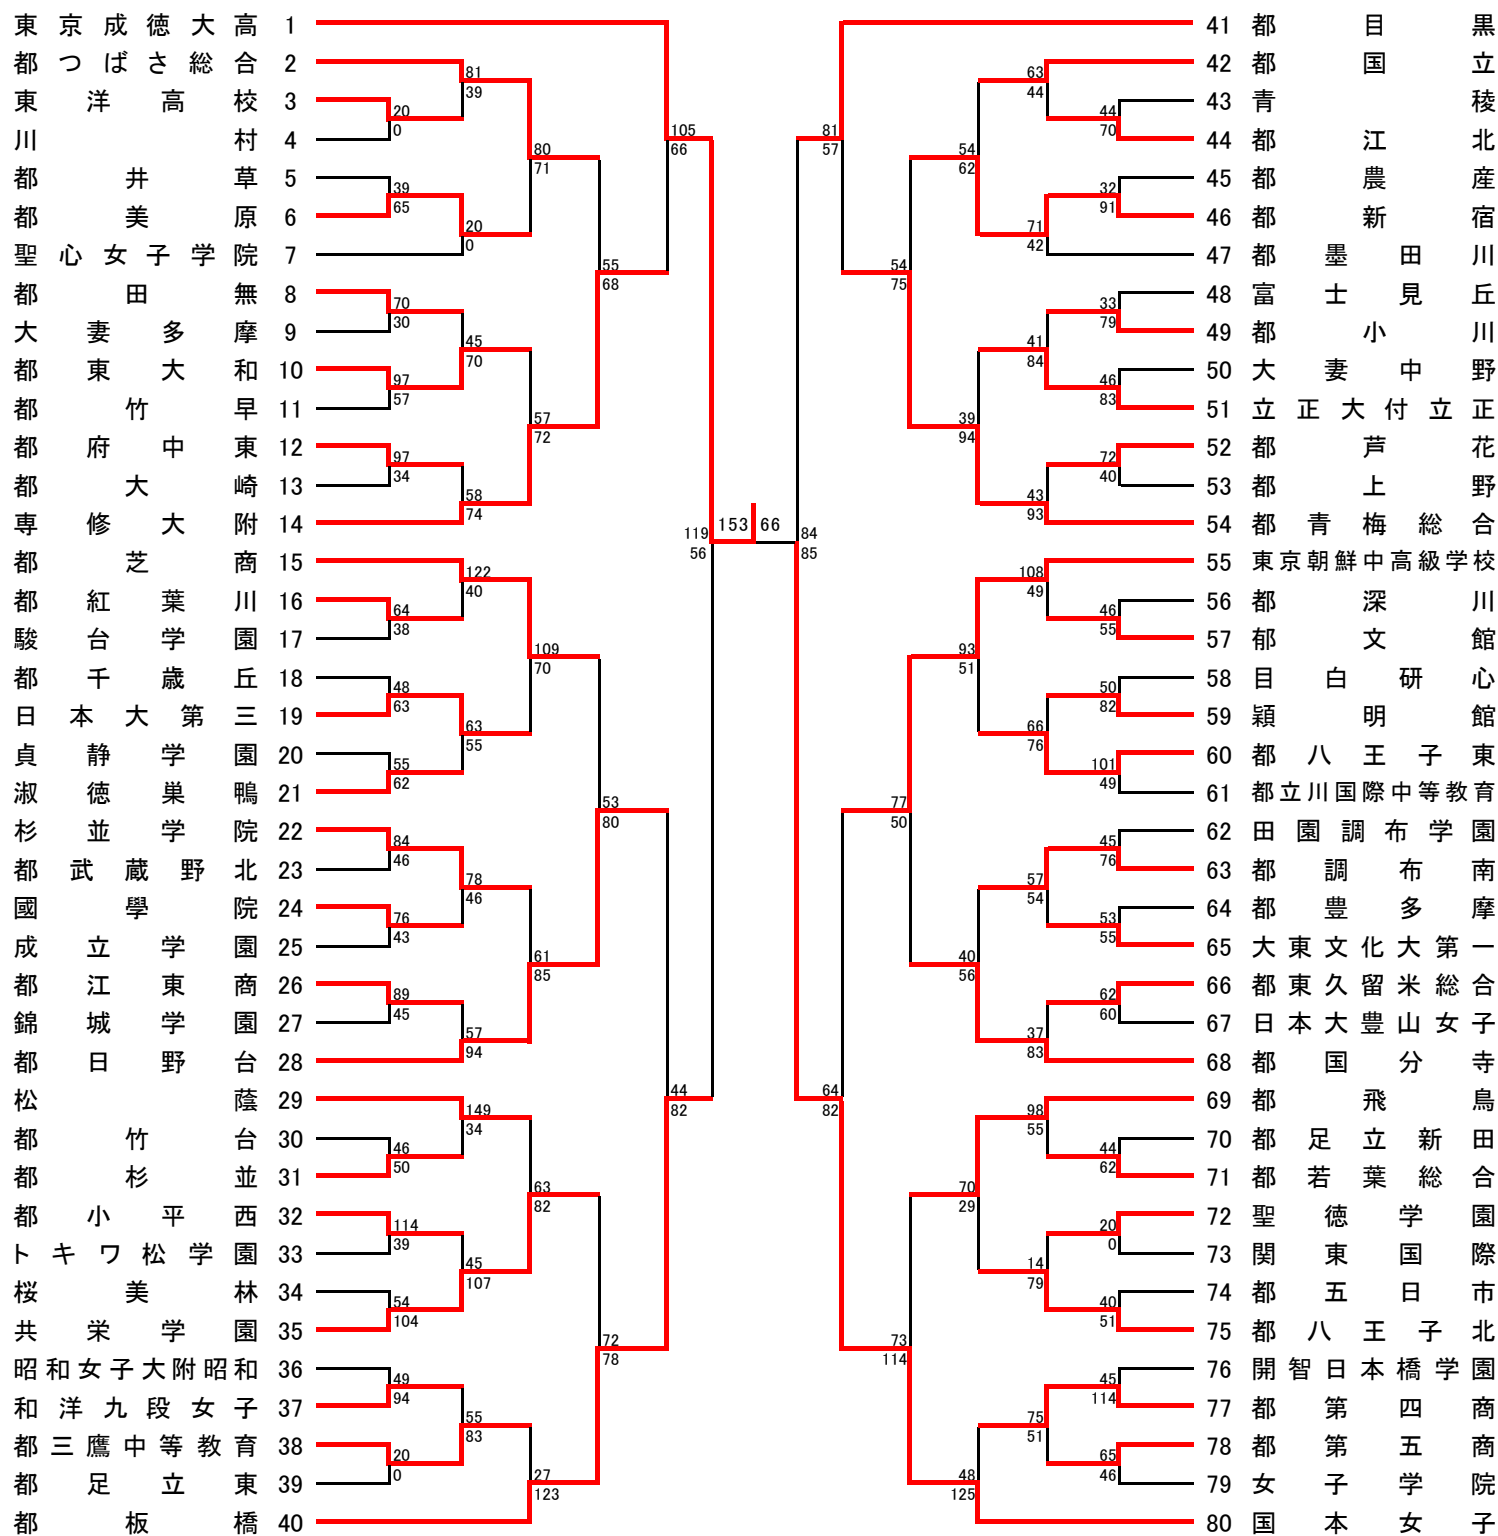 東京成徳大高 1
都つばさ総合 2
東洋高校 3
川村 4
都井草 5
都美原 6
聖心女子学院 7
都田無 8
大妻多摩 9
都東大和 10
都竹早 11
都府中東 12
都大崎 13
専修大附 14
都芝商 15
都紅葉川 16
駿台学園 17
都千歳丘 18
日本大第三 19
貞静学園 20
淑徳巣鴨 21
杉並学院 22
都武蔵野北 23
國學院 24
成立学園 25
都江東商 26
錦城学園 27
都日野台 28
松蔭 29
都竹台 30
都杉並 31
都小平西 32
トキワ松学園 33
桜美林 34
共栄学園 35
昭和女子大附昭和 36
和洋九段女子 37
都三鷹中等教育 38
都足立東 39
都板橋 40
20
0
39
65
70
30
97
57
97
34
64
38
48
63
55
62
84
46
76
43
89
45
46
50
114
39
54
104
49
94
20
0
81
39
20
0
45
70
58
74
122
40
63
55
78
46
57
94
149
34
45
107
55
83
80
71
57
72
109
70
61
85
63
82
27
123
55
68
53
80
72
78
105
66
44
82
119
56
153 66
84
85
81
57
64
82
54
75
77
50
73
114
54
62
39
94
93
51
40
56
70
29
48
125
63
44
71
42
41
84
43
93
108
49
66
76
57
54
37
83
98
55
14
79
75
51
44
70
32
91
33
79
46
83
72
40
46
55
50
82
101
49
45
76
53
55
62
60
44
62
20
0
40
51
45
114
65
46
41 都目黒
42 都国立
43 青稜
44 都江北
45 都農産
46 都新宿
47 都墨田川
48 富士見丘
49 都小川
50 大妻中野
51 立正大付立正
52 都芦花
53 都上野
54 都青梅総合
55 東京朝鮮中高級学校
56 都深川
57 郁文館
58 目白研心
59 穎明館
60 都八王子東
61 都立川国際中等教育
62 田園調布学園
63 都調布南
64 都豊多摩
65 大東文化大第一
66 都東久留米総合
67 日本大豊山女子
68 都国分寺
69 都飛鳥
70 都足立新田
71 都若葉総合
72 聖徳学園
73 関東国際
74 都五日市
75 都八王子北
76 開智日本橋学園
77 都第四商
78 都第五商
79 女子学院
80 国本女子